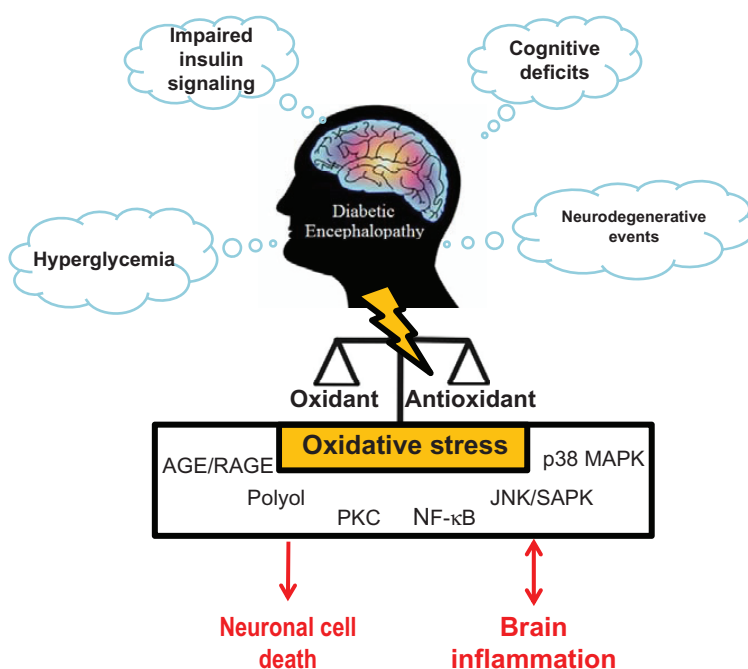 Impaired
insulin
signaling
Cognitive
deficits
Diabetic
Encephalopathy
Neurodegenerative
events
Hyperglycemia
Oxidant
Antioxidant
Oxidative stress
AGE/RAGE
p38 MAPK
Polyol
JNK/SAPK
PKC
NF-κB
Neuronal cell
death
Brain
inflammation